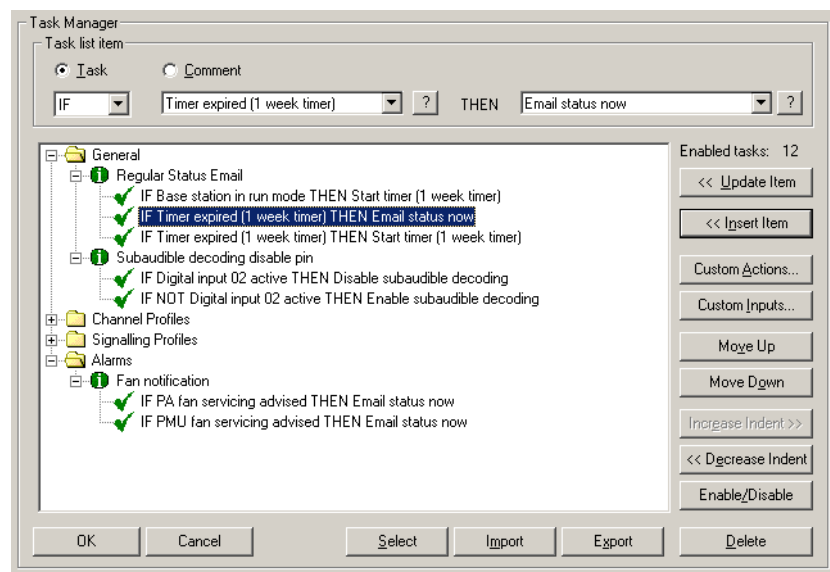 Task Manager
Task list item
Task Comment
IF Timer expired (1 week timer) ? THEN Email status now ?
Enabled tasks: 12
General
Regular Status Email
IF Base station in run mode THEN Start timer (1 week timer)
IF Timer expired (1 week timer) THEN Email status now
IF Timer expired (1 week timer) THEN Start timer (1 week timer)
Subaudible decoding disable pin
IF Digital input 02 active THEN Disable subaudible decoding
IF NOT Digital input 02 active THEN Enable subaudible decoding
Channel Profiles
Signalling Profiles
Alarms
Fan notification
IF PA fan servicing advised THEN Email status now
IF PMU fan servicing advised THEN Email status now
<< Update Item
<< Insert Item
Custom Actions...
Custom Inputs...
Move Up
Move Down
Increase Indent >>
<< Decrease Indent
Enable/Disable
OK Cancel Select Import Export Delete